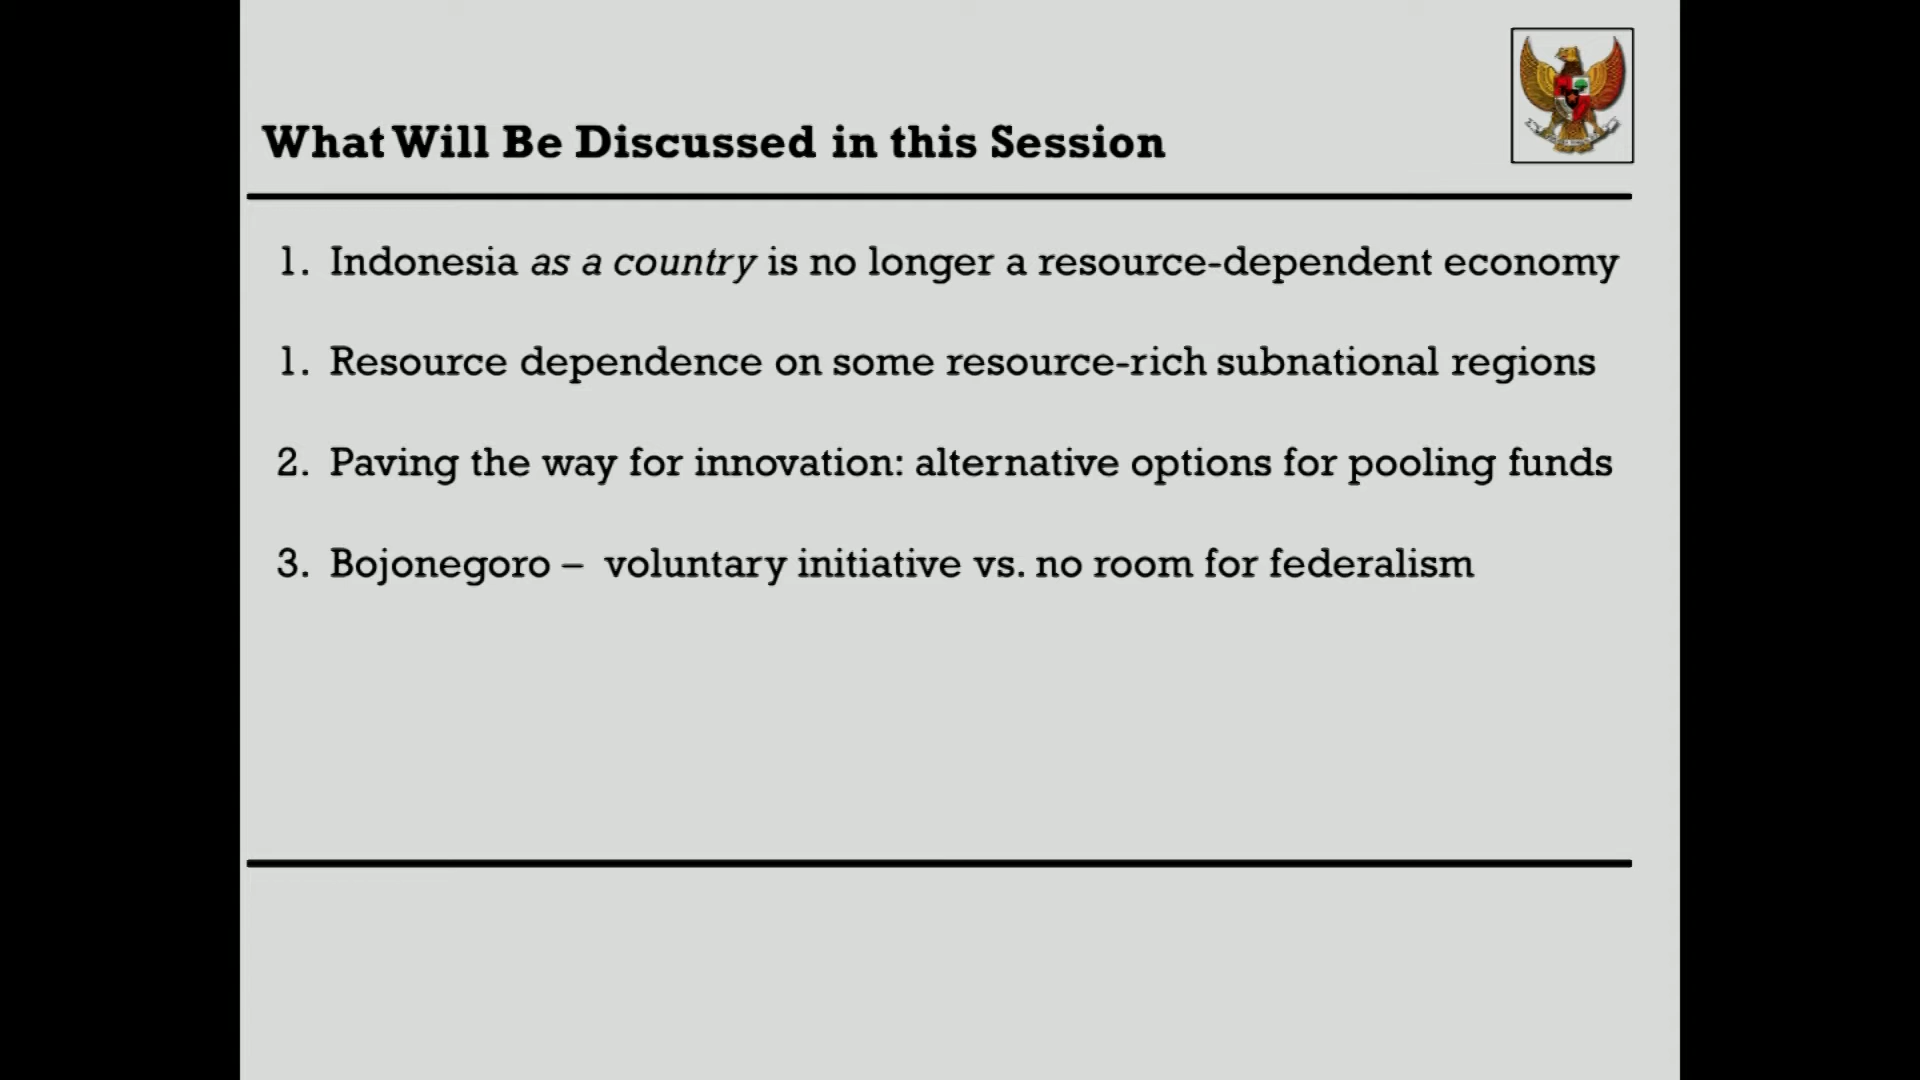 What Will Be Discussed in this Session
1. Indonesia as a country is no longer a resource-dependent economy
1. Resource dependence on some resource-rich subnational regions
2. Paving the way for innovation: alternative options for pooling funds
3. Bojonegoro – voluntary initiative vs. no room for federalism